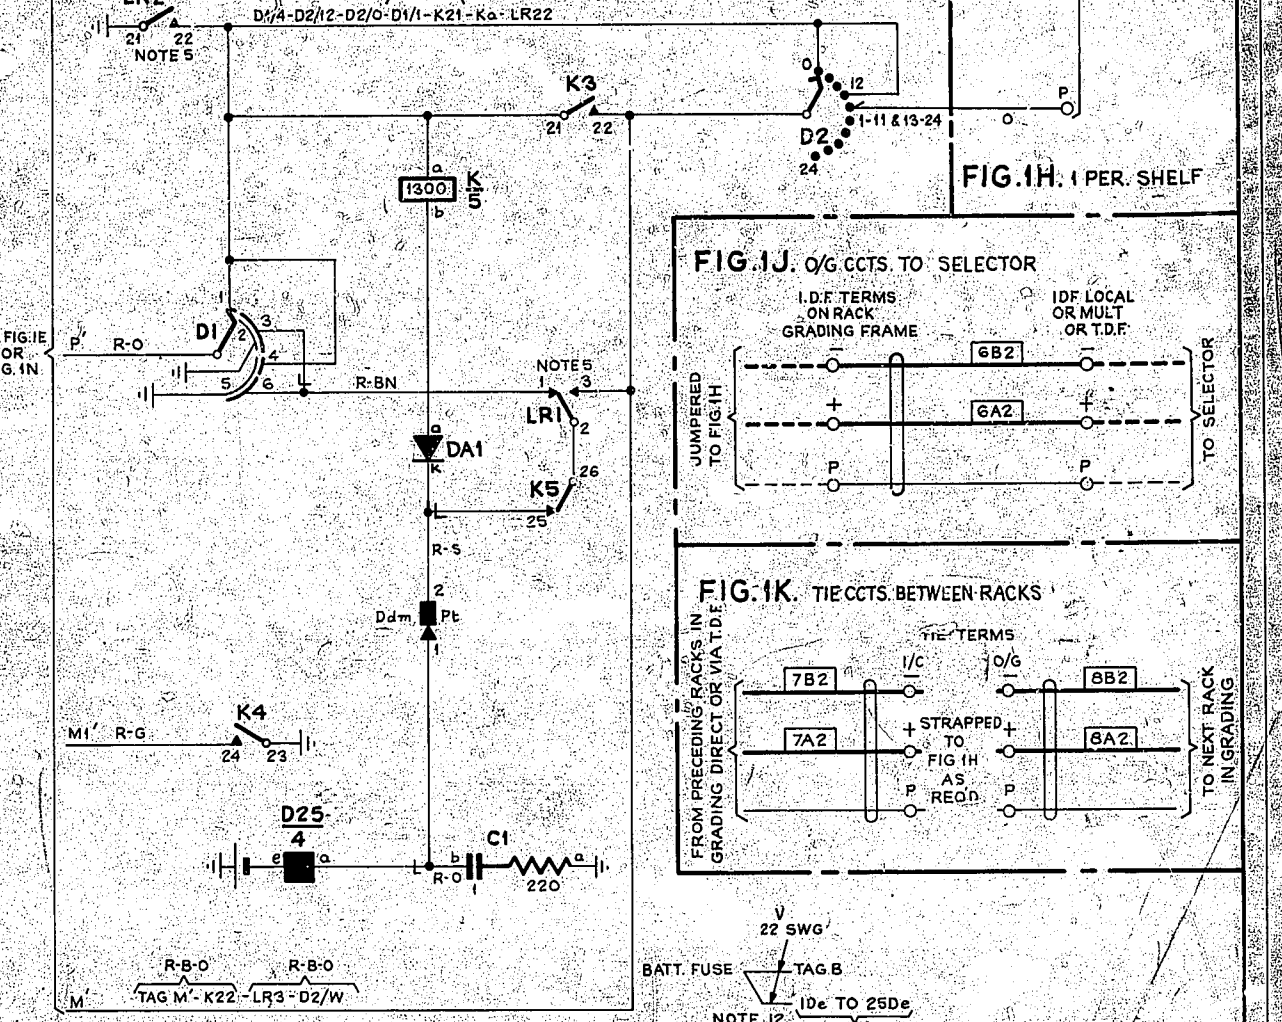 D1/4-D2/12-D2/0-D1/1-K21-Ka-LR22
21 22
NOTE 5
K3
21 22
0
12
D2
1-11 & 13-24
24
P
O
FIG.1H. 1 PER. SHELF
a
1300
K
5
b
FIG.1E
OR
G.1N
P'
R-O
D1
1
2
3
4
5
6
R-BN
NOTE 5
1
3
LR1
2
a
DA1
K
26
K5
25
R-S
2
Ddm
Pt
1
M1'
R-G
K4
24
23
D25
4
e
a
C1
b
R-O
1
220
a
R-B-O
R-B-O
TAG M'-K22-LR3-D2/W
M'
FIG.1J. O/G.CCTS. TO SELECTOR
I.D.F. TERMS
ON RACK
GRADING FRAME
IDF LOCAL
OR MULT
OR T.D.F.
JUMPERED
TO FIG.1H
−
6B2
−
+
6A2
+
P
P
TO SELECTOR
FIG.1K. TIE CCTS. BETWEEN RACKS
TIE TERMS
I/C
O/G
FROM PRECEDING RACKS IN
GRADING DIRECT OR VIA T.D.F.
7B2
−
−
8B2
7A2
+
+
8A2
STRAPPED
TO
FIG 1H
AS
REQD
P
P
TO NEXT RACK
IN GRADING
V
22 SWG
BATT. FUSE
TAG B
1De TO 25De
NOTE 12